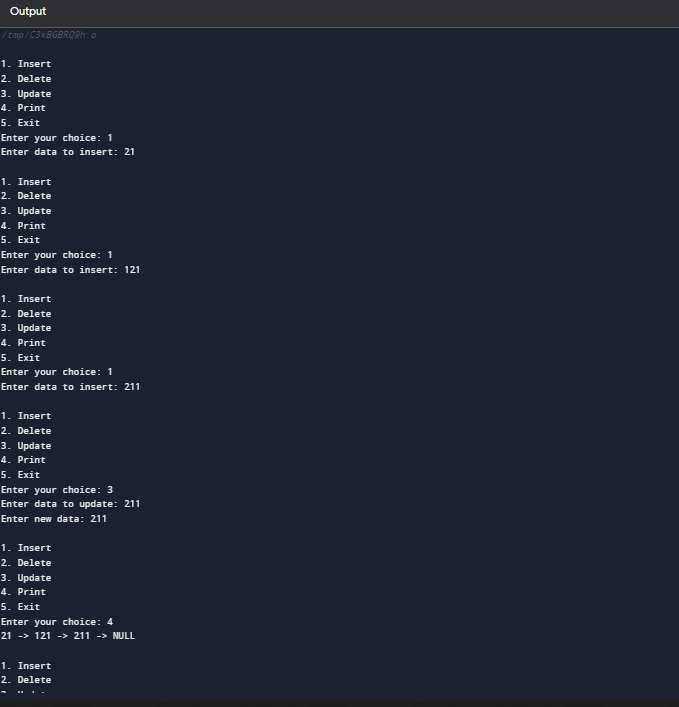 Output
/tmp/C3kBGBRQ9h.o
1. Insert
2. Delete
3. Update
4. Print
5. Exit
Enter your choice: 1
Enter data to insert: 21
1. Insert
2. Delete
3. Update
4. Print
5. Exit
Enter your choice: 1
Enter data to insert: 121
1. Insert
2. Delete
3. Update
4. Print
5. Exit
Enter your choice: 1
Enter data to insert: 211
1. Insert
2. Delete
3. Update
4. Print
5. Exit
Enter your choice: 3
Enter data to update: 211
Enter new data: 211
1. Insert
2. Delete
3. Update
4. Print
5. Exit
Enter your choice: 4
21 -> 121 -> 211 -> NULL
1. Insert
2. Delete